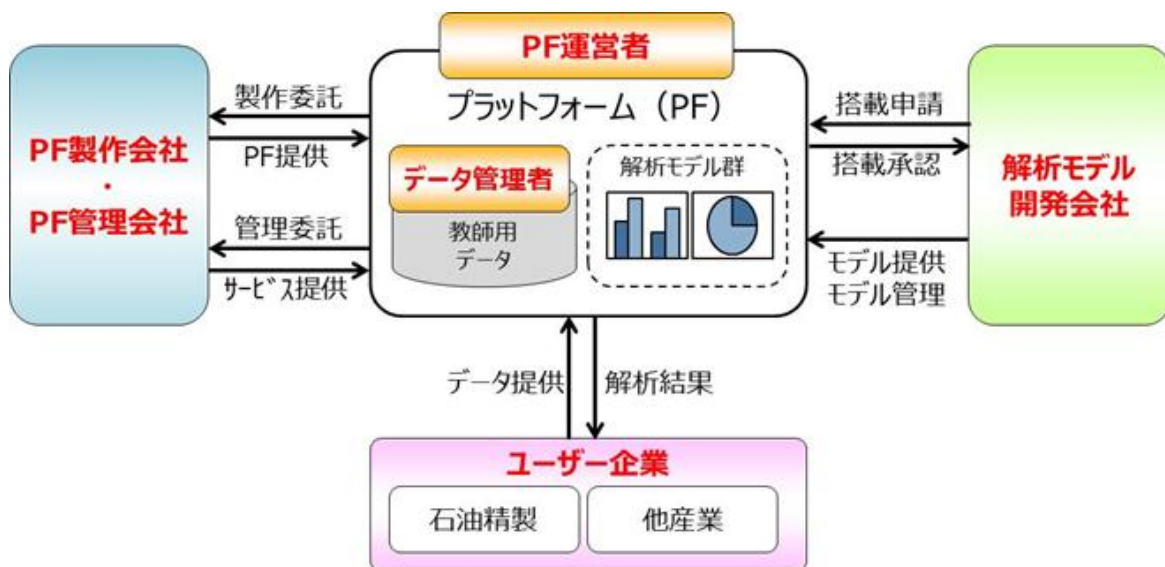 PF運営者
プラットフォーム（PF）
データ管理者
教師用
データ
解析モデル群
PF製作会社
・
PF管理会社
製作委託
PF提供
管理委託
ｻｰﾋﾞｽ提供
搭載申請
搭載承認
モデル提供
モデル管理
解析モデル
開発会社
データ提供
解析結果
ユーザー企業
石油精製
他産業